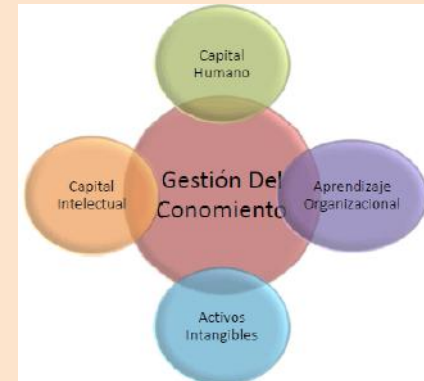 Capital
Humano
Capital
Intelectual
Gestión Del
Conomiento
Aprendizaje
Organizacional
Activos
Intangibles